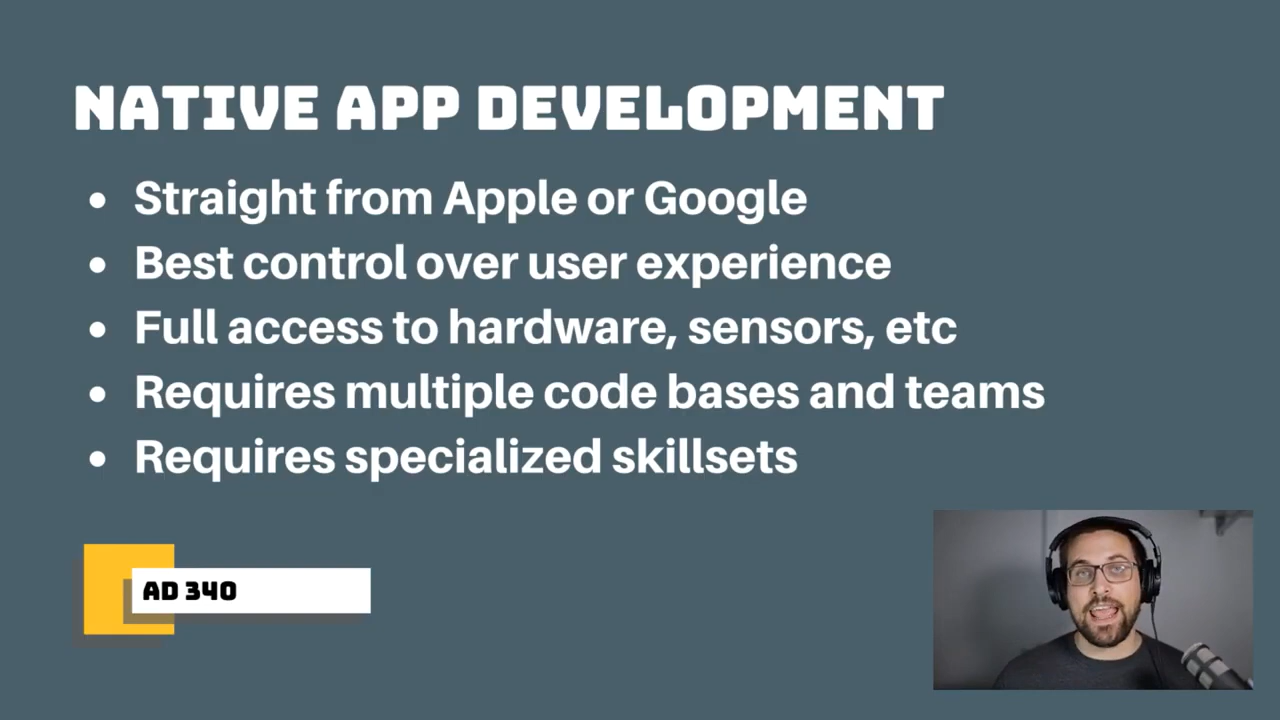 NATIVE APP DEVELOPMENT
• Straight from Apple or Google
• Best control over user experience
• Full access to hardware, sensors, etc
• Requires multiple code bases and teams
• Requires specialized skillsets
AD 340